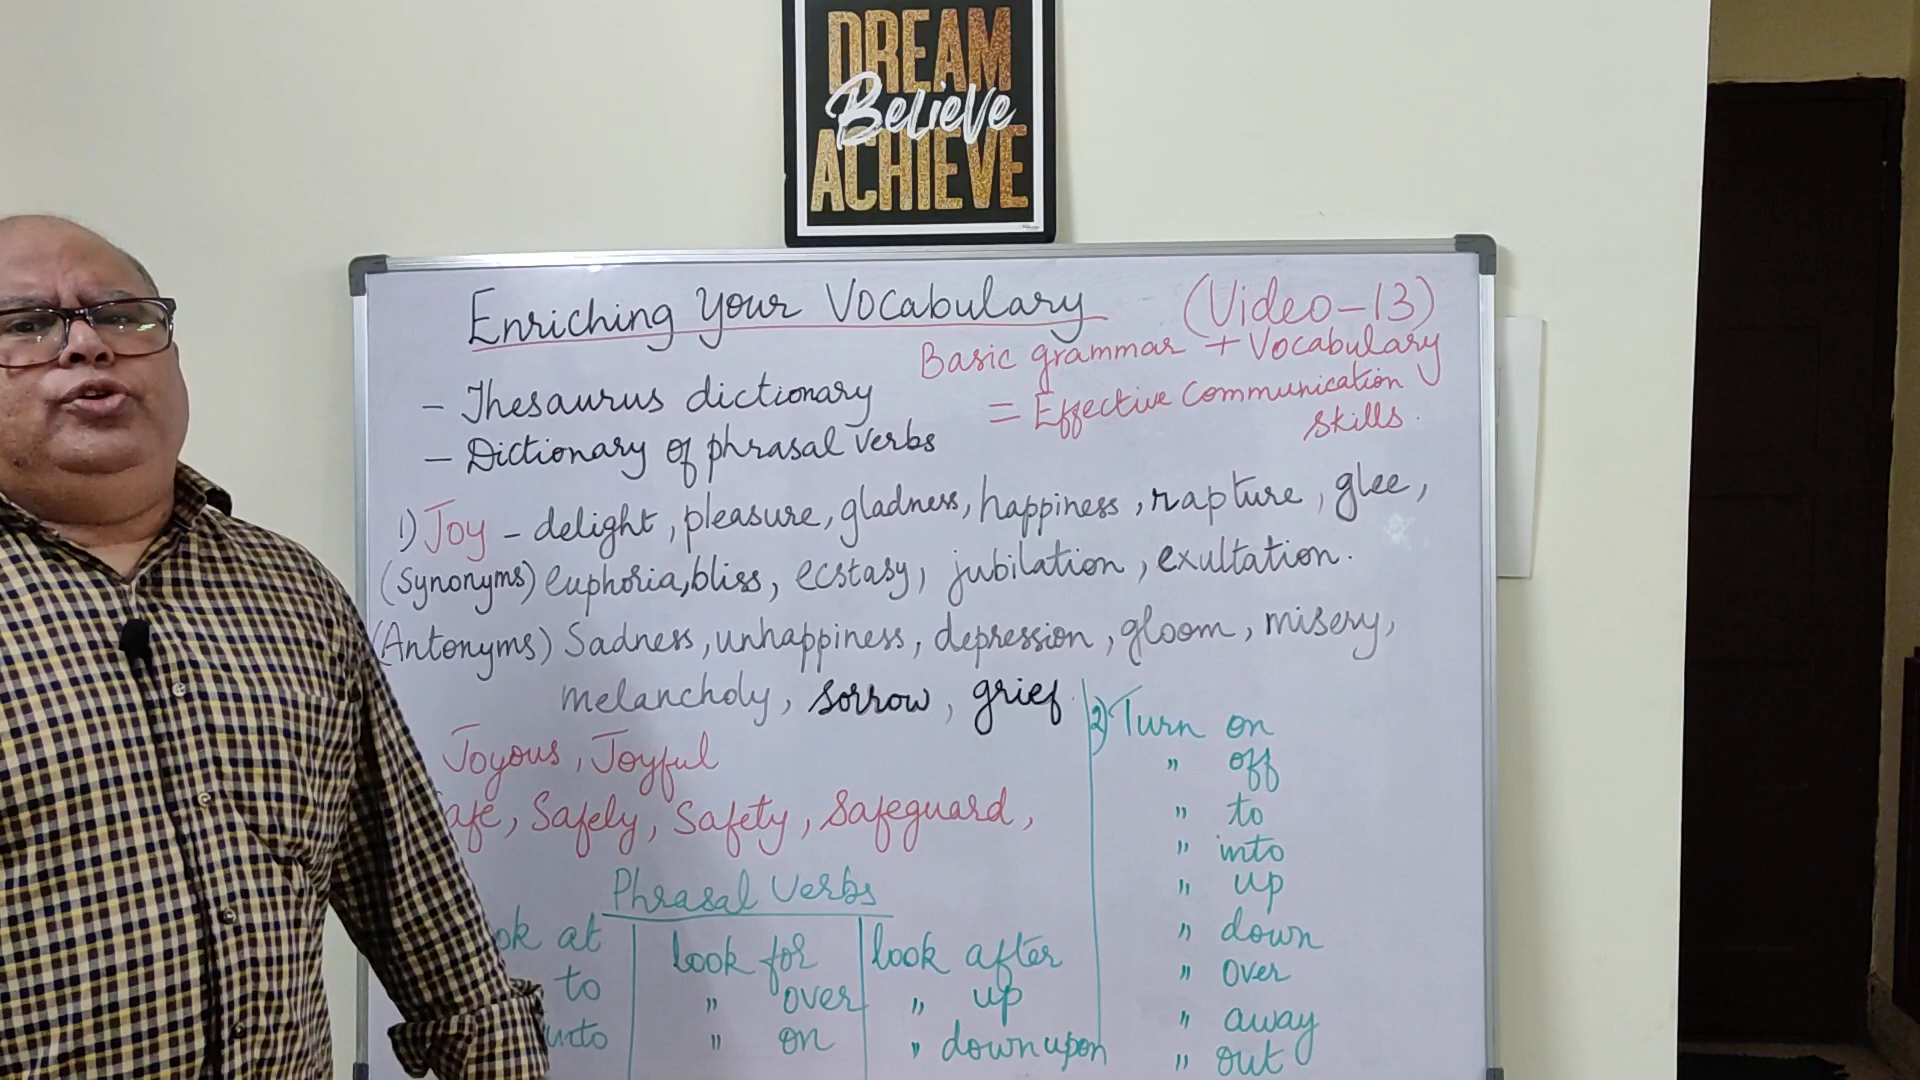 DREAM
Believe
ACHIEVE
Enriching Your Vocabulary (Video-13)
Basic grammar + Vocabulary
= Effective Communication
skills.
- Thesaurus dictionary
- Dictionary of phrasal verbs
1) Joy - delight, pleasure, gladness, happiness, rapture, glee,
(Synonyms) euphoria, bliss, ecstasy, jubilation, exultation.
(Antonyms) Sadness, unhappiness, depression, gloom, misery,
melancholy, sorrow, grief.
Joyous, Joyful
afe, Safely, Safety, Safeguard,
Phrasal Verbs
ok at
to
into
look for
" over
" on
look after
" up
" down upon
2) Turn on
" off
" to
" into
" up
" down
" over
" away
" out